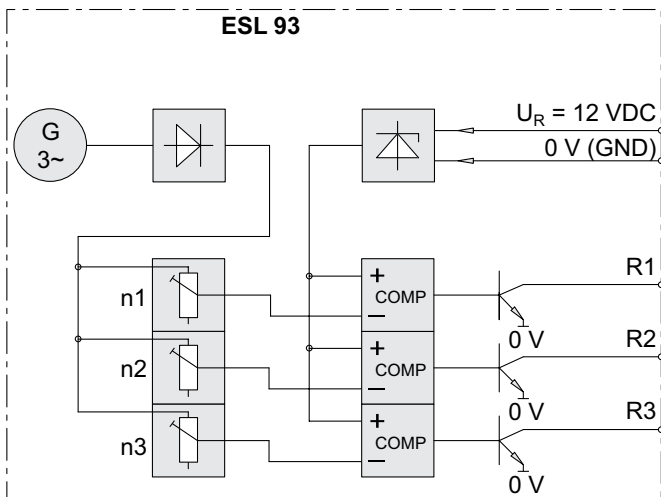 ESL 93
G
3~
U_R = 12 VDC
0 V (GND)
n1
+
COMP
−
R1
0 V
n2
+
COMP
−
R2
0 V
n3
+
COMP
−
R3
0 V